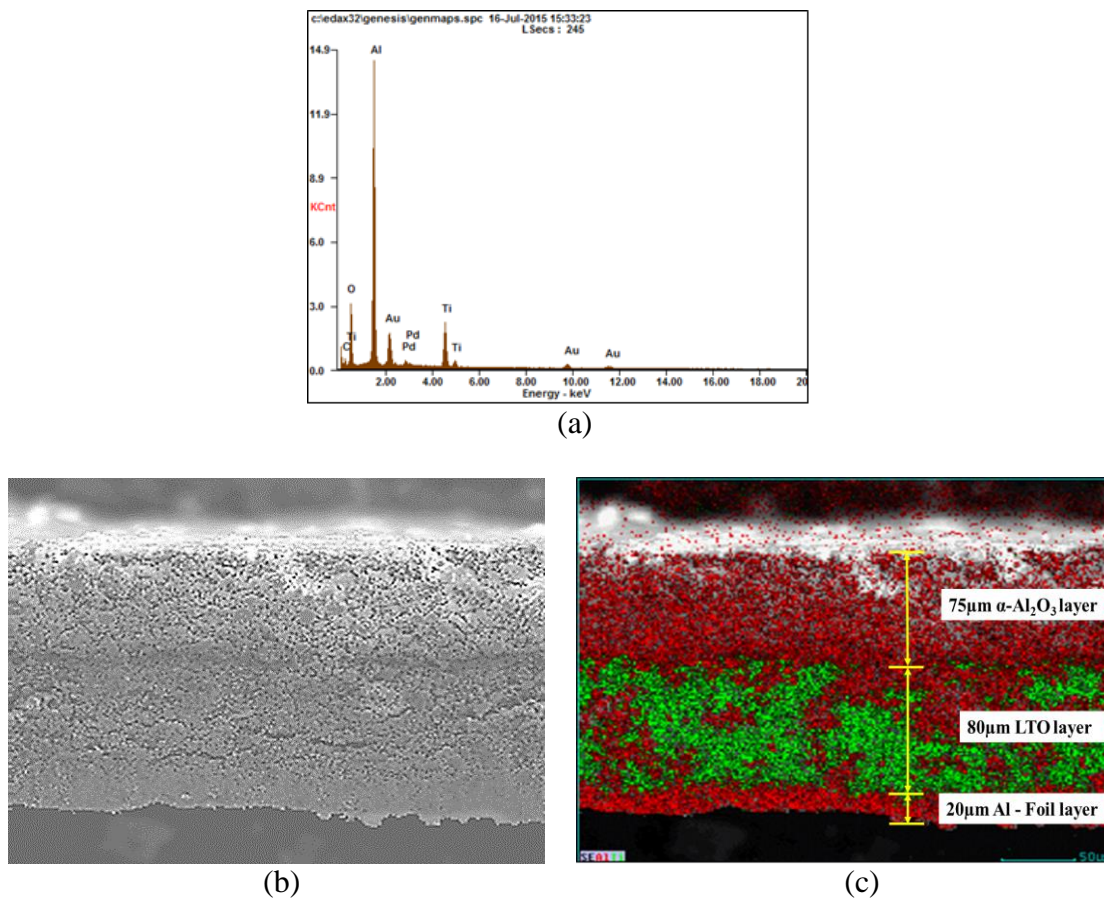 c:\edax32\genesis\genmaps.spc 16-Jul-2015 15:33:23
LSecs : 245
14.9
11.9
8.9
KCnt
6.0
3.0
0.0
Al
O
Ti
C
Au
Pd
Pd
Ti
Ti
Au
Au
2.00 4.00 6.00 8.00 10.00 12.00 14.00 16.00 18.00 20
Energy - keV
(a)
75μm α-Al₂O₃ layer
80μm LTO layer
20μm Al - Foil layer
50μ
(b)
(c)